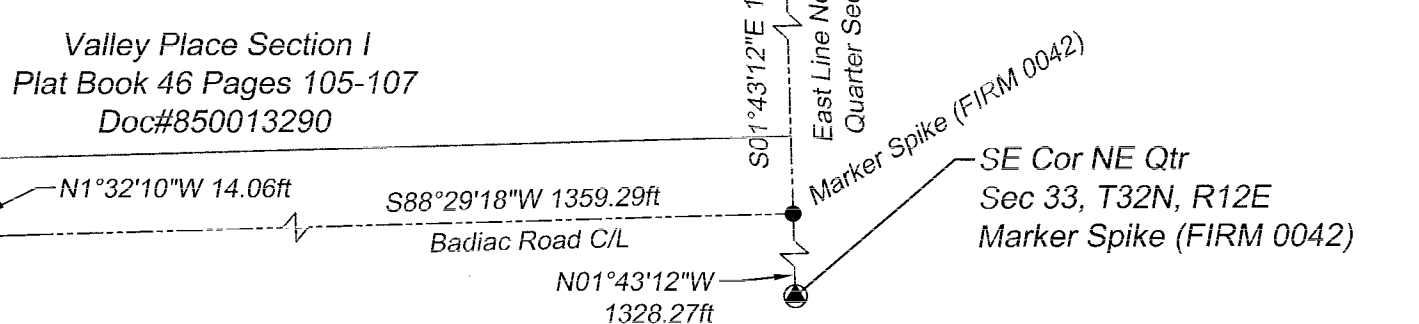 Valley Place Section I
Plat Book 46 Pages 105-107
Doc#850013290
S01°43'12"E
East Line
Quarter
Marker Spike (FIRM 0042)
N1°32'10"W 14.06ft
S88°29'18"W 1359.29ft
Badiac Road C/L
SE Cor NE Qtr
Sec 33, T32N, R12E
Marker Spike (FIRM 0042)
N01°43'12"W
1328.27ft